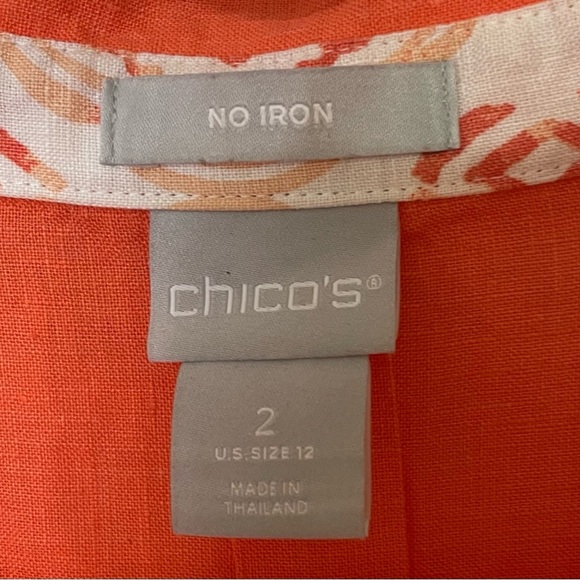 NO IRON
chico's®
2
U.S. SIZE 12
MADE IN
THAILAND